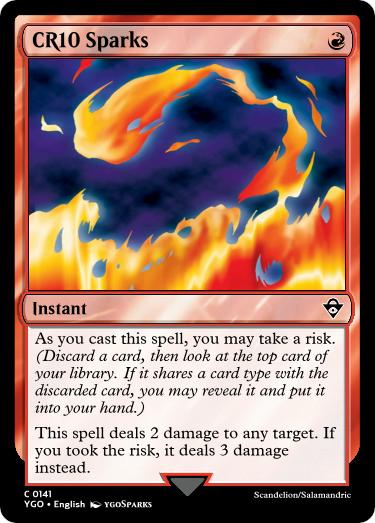 CR10 Sparks
Instant
As you cast this spell, you may take a risk.
(Discard a card, then look at the top card of
your library. If it shares a card type with the
discarded card, you may reveal it and put it
into your hand.)
This spell deals 2 damage to any target. If
you took the risk, it deals 3 damage
instead.
C 0141
YGO • English YGOSPARKS
Scandelion/Salamandric